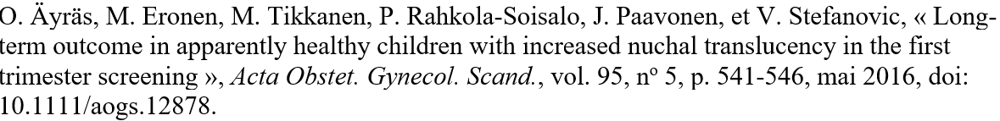 O. Äyräs, M. Eronen, M. Tikkanen, P. Rahkola-Soisalo, J. Paavonen, et V. Stefanovic, « Long-
term outcome in apparently healthy children with increased nuchal translucency in the first
trimester screening », Acta Obstet. Gynecol. Scand., vol. 95, nº 5, p. 541-546, mai 2016, doi:
10.1111/aogs.12878.